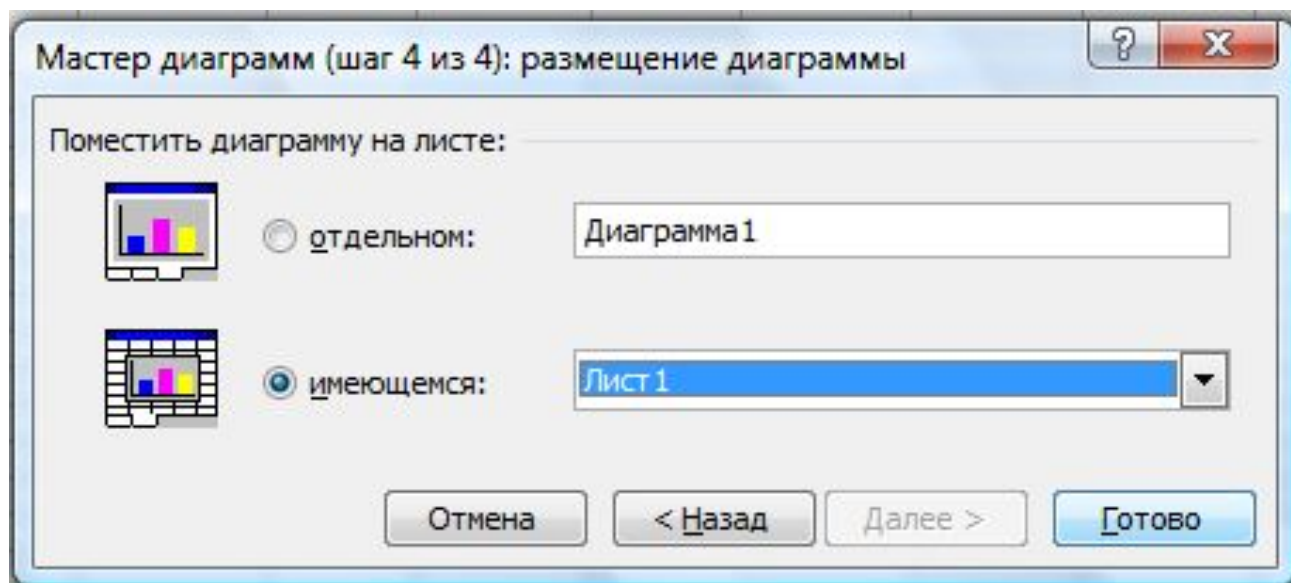 Мастер диаграмм (шаг 4 из 4): размещение диаграммы
Поместить диаграмму на листе:
отдельном: Диаграмма1
имеющемся: Лист1
Отмена < Назад Далее > Готово